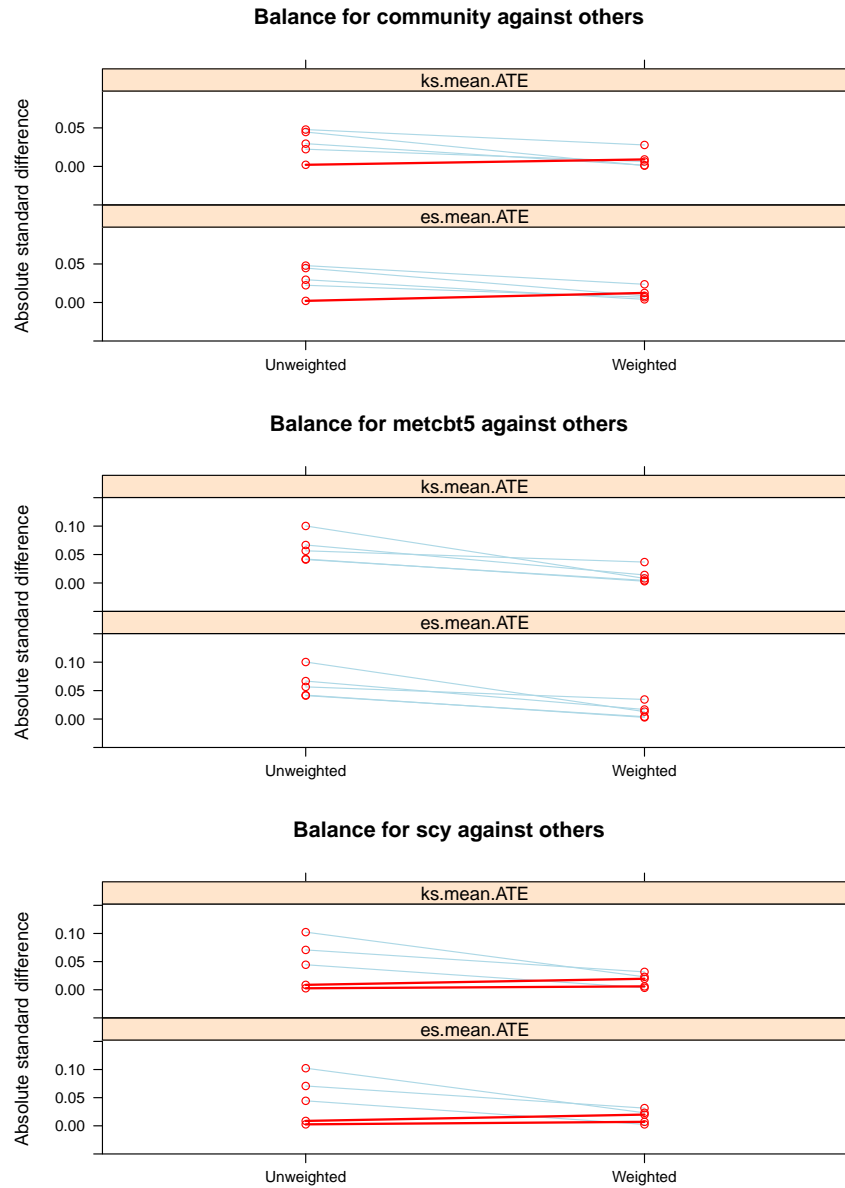 Balance for community against others
ks.mean.ATE
0.05
0.00
es.mean.ATE
0.05
0.00
Absolute standard difference
Unweighted Weighted
Balance for metcbt5 against others
ks.mean.ATE
0.10
0.05
0.00
es.mean.ATE
0.10
0.05
0.00
Absolute standard difference
Unweighted Weighted
Balance for scy against others
ks.mean.ATE
0.10
0.05
0.00
es.mean.ATE
0.10
0.05
0.00
Absolute standard difference
Unweighted Weighted